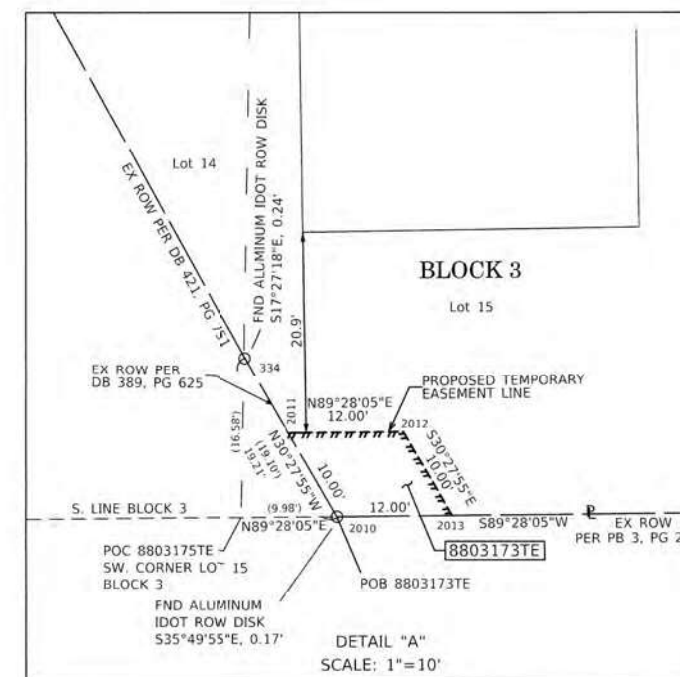 Lot 14
FND ALUMINUM IDOT ROW DISK
S17°27'18"E, 0.24'
EX ROW PER DB 421, PG 751
BLOCK 3
Lot 15
20.9'
334
EX ROW PER
DB 389, PG 625
PROPOSED TEMPORARY
EASEMENT LINE
2011
N89°28'05"E
12.00'
2012
(16.58')
N30°27'55"W
(19.10')
19.21'
10.00'
S30°27'55"E
10.00'
S. LINE BLOCK 3
(9.98')
N89°28'05"E
2010
12.00'
2013
S89°28'05"W
P
EX ROW
PER PB 3, PG 2
POC 8803175TE
SW. CORNER LOT 15
BLOCK 3
8803173TE
POB 8803173TE
FND ALUMINUM
IDOT ROW DISK
S35°49'55"E, 0.17'
DETAIL "A"
SCALE: 1"=10'